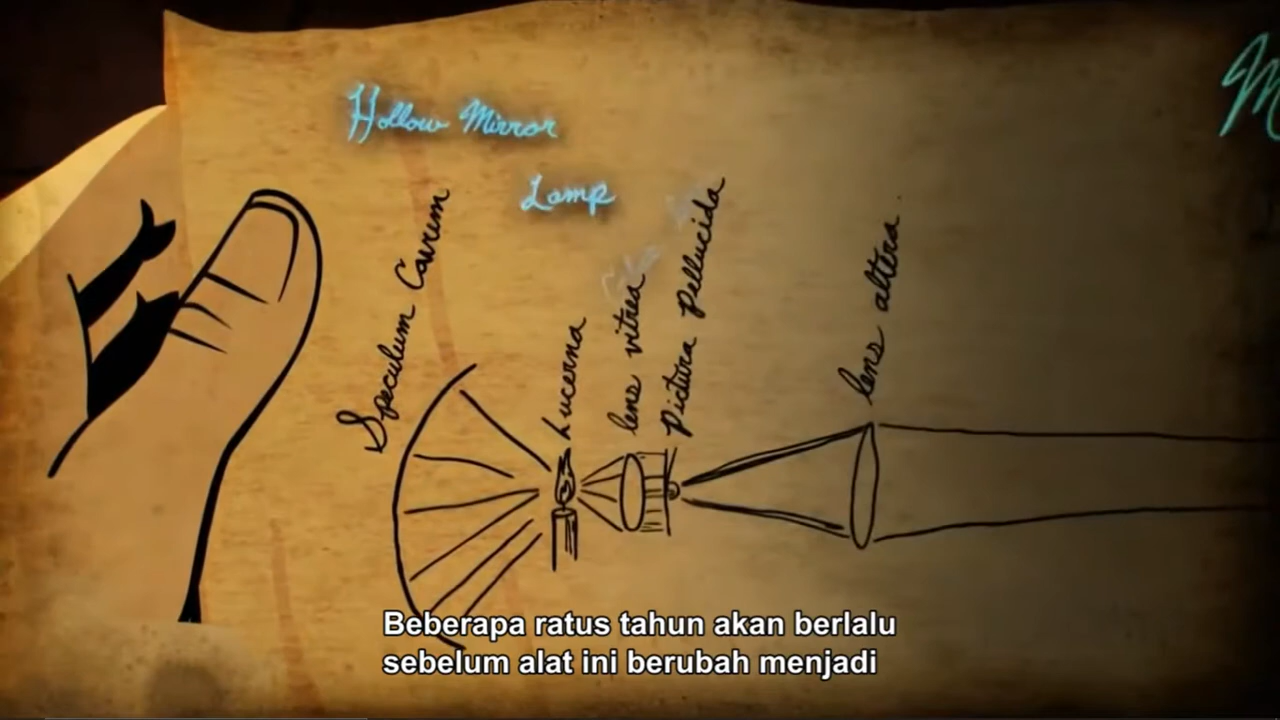 Hollow Mirror
Lamp
Speculum Cavum
Lucerna
lens vitrea
Pictura Pellucida
lens altera.
Beberapa ratus tahun akan berlalu
sebelum alat ini berubah menjadi